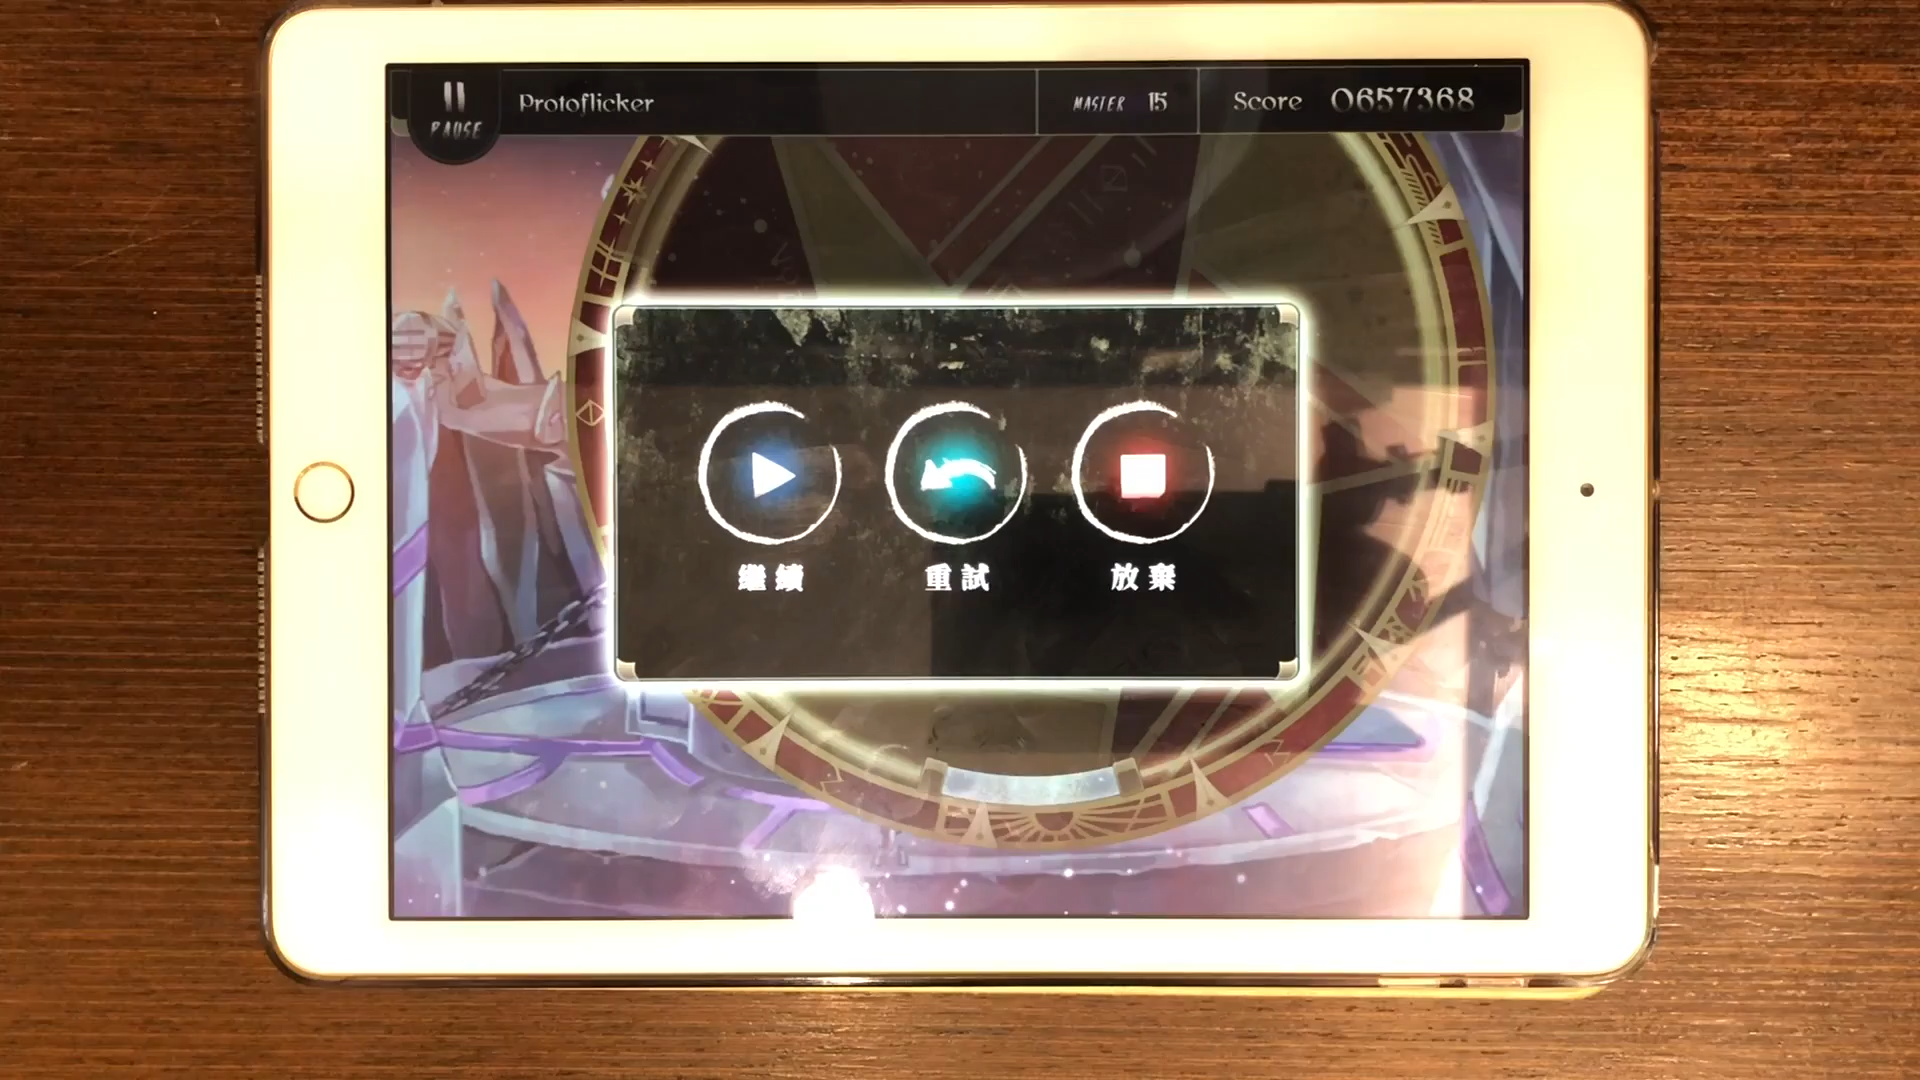 PAUSE
Protoflicker
MASTER 15
Score 0657368
繼續
重試
放棄